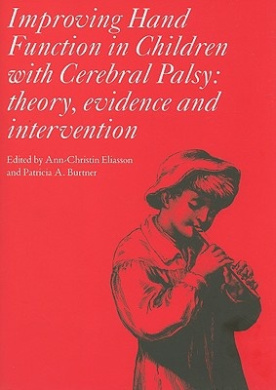 Improving Hand
Function in Children
with Cerebral Palsy:
theory, evidence and
intervention
Edited by Ann-Christin Eliasson
and Patricia A. Burtner